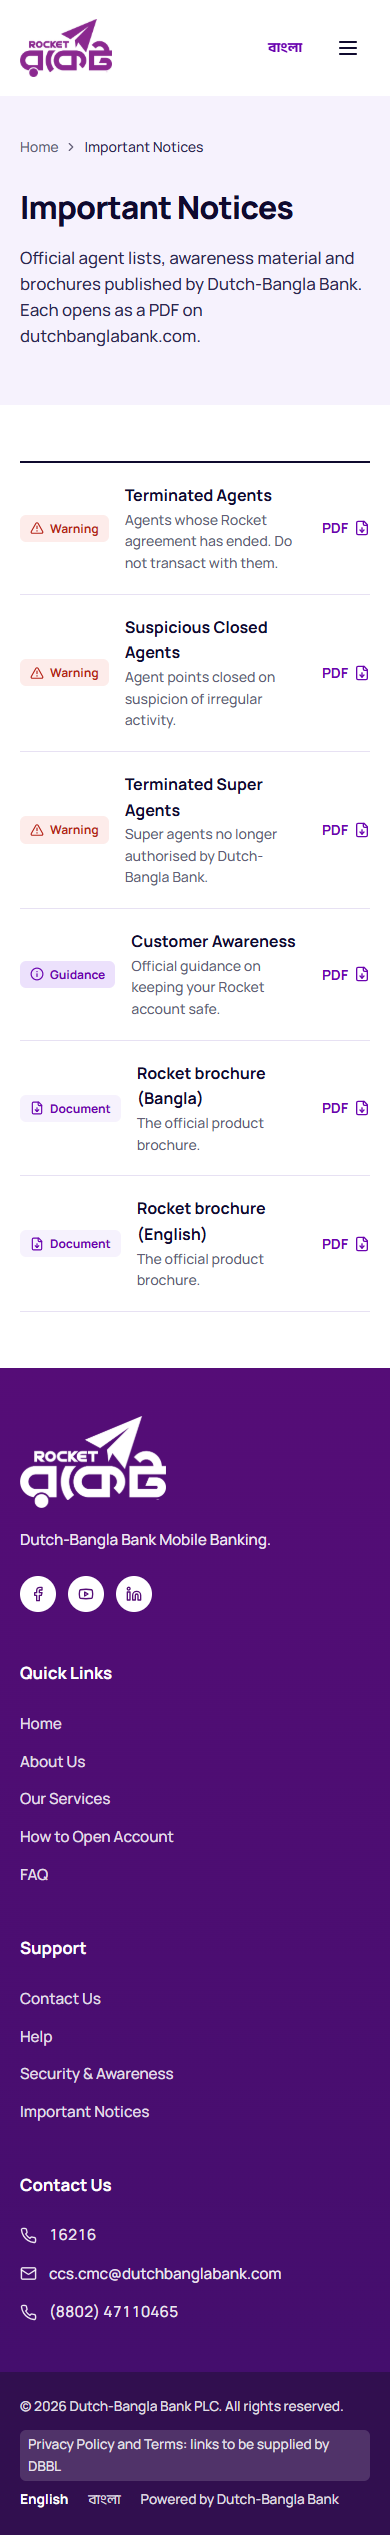 ROCKET
রকেট
বাংলা
Home > Important Notices
Important Notices
Official agent lists, awareness material and
brochures published by Dutch-Bangla Bank.
Each opens as a PDF on
dutchbanglabank.com.
Warning
Terminated Agents
Agents whose Rocket
agreement has ended. Do
not transact with them.
PDF
Warning
Suspicious Closed
Agents
Agent points closed on
suspicion of irregular
activity.
PDF
Warning
Terminated Super
Agents
Super agents no longer
authorised by Dutch-
Bangla Bank.
PDF
Guidance
Customer Awareness
Official guidance on
keeping your Rocket
account safe.
PDF
Document
Rocket brochure
(Bangla)
The official product
brochure.
PDF
Document
Rocket brochure
(English)
The official product
brochure.
PDF
ROCKET
রকেট
Dutch-Bangla Bank Mobile Banking.
Quick Links
Home
About Us
Our Services
How to Open Account
FAQ
Support
Contact Us
Help
Security & Awareness
Important Notices
Contact Us
16216
ccs.cmc@dutchbanglabank.com
(8802) 47110465
© 2026 Dutch-Bangla Bank PLC. All rights reserved.
Privacy Policy and Terms: links to be supplied by
DBBL
English বাংলা Powered by Dutch-Bangla Bank